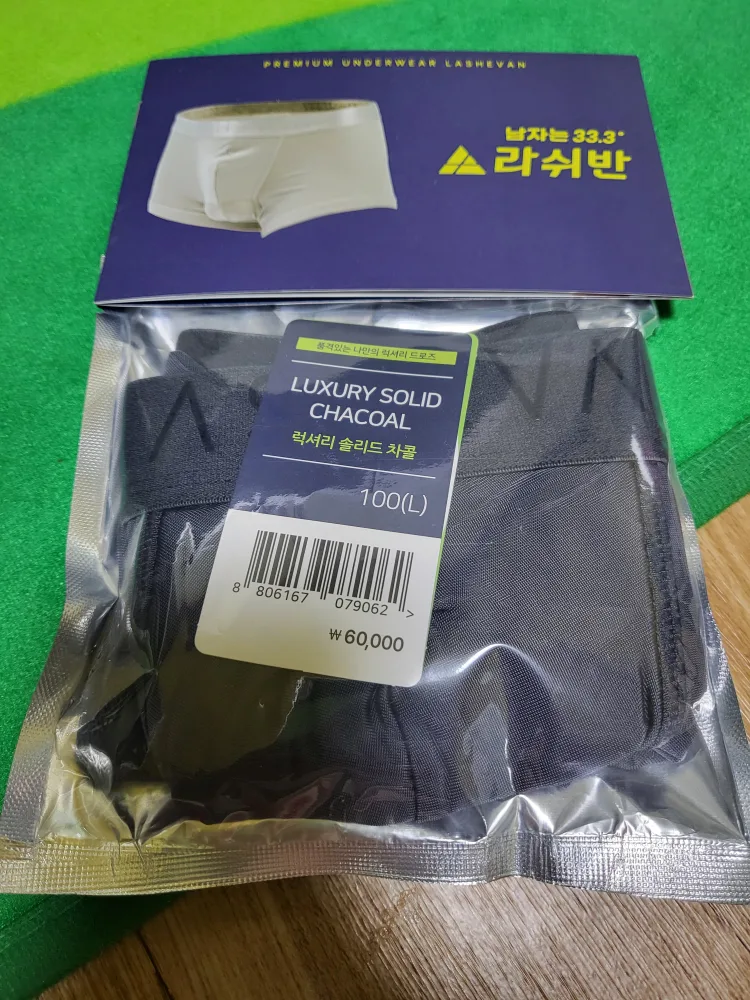 PREMIUM UNDERWEAR LASHEVAN
남자는 33.3°
라쉬반
품격있는 나만의 럭셔리 드로즈
LUXURY SOLID
CHACOAL
럭셔리 솔리드 차콜
100(L)
8 806167 079062 >
₩60,000